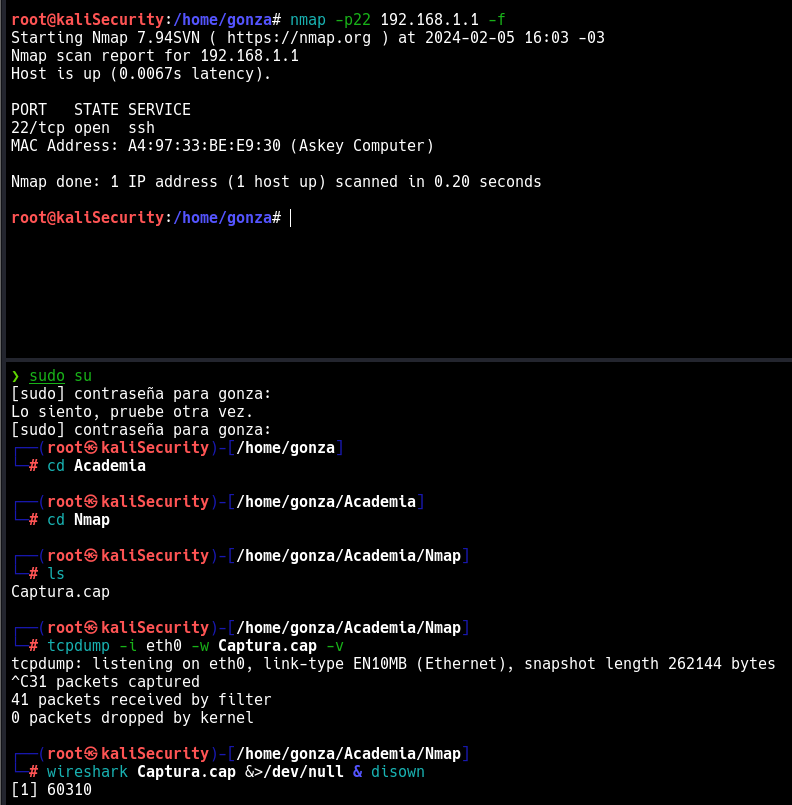 root@kaliSecurity:/home/gonza# nmap -p22 192.168.1.1 -f
Starting Nmap 7.94SVN ( https://nmap.org ) at 2024-02-05 16:03 -03
Nmap scan report for 192.168.1.1
Host is up (0.0067s latency).
PORT   STATE SERVICE
22/tcp open  ssh
MAC Address: A4:97:33:BE:E9:30 (Askey Computer)
Nmap done: 1 IP address (1 host up) scanned in 0.20 seconds
root@kaliSecurity:/home/gonza#
❯ sudo su
[sudo] contraseña para gonza:
Lo siento, pruebe otra vez.
[sudo] contraseña para gonza:
┌──(root㉿kaliSecurity)-[/home/gonza]
└─# cd Academia
┌──(root㉿kaliSecurity)-[/home/gonza/Academia]
└─# cd Nmap
┌──(root㉿kaliSecurity)-[/home/gonza/Academia/Nmap]
└─# ls
Captura.cap
┌──(root㉿kaliSecurity)-[/home/gonza/Academia/Nmap]
└─# tcpdump -i eth0 -w Captura.cap -v
tcpdump: listening on eth0, link-type EN10MB (Ethernet), snapshot length 262144 bytes
^C31 packets captured
41 packets received by filter
0 packets dropped by kernel
┌──(root㉿kaliSecurity)-[/home/gonza/Academia/Nmap]
└─# wireshark Captura.cap &>/dev/null & disown
[1] 60310